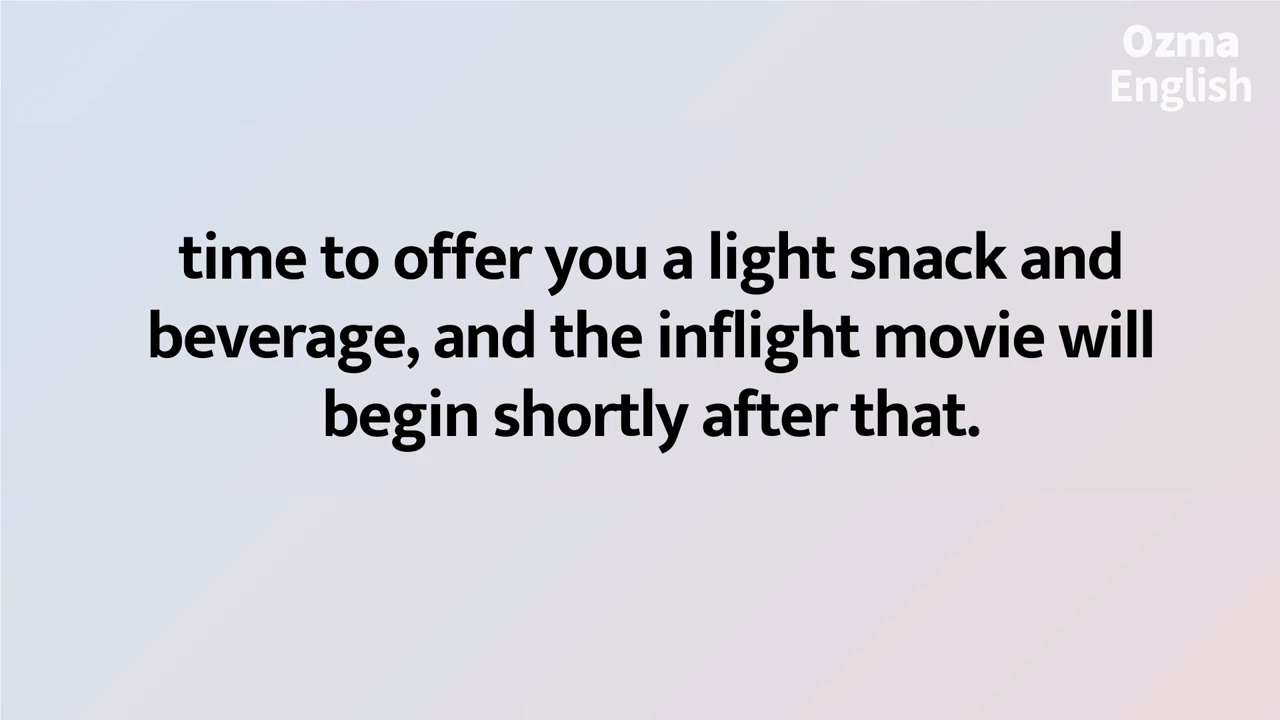 Ozma
English
time to offer you a light snack and
beverage, and the inflight movie will
begin shortly after that.